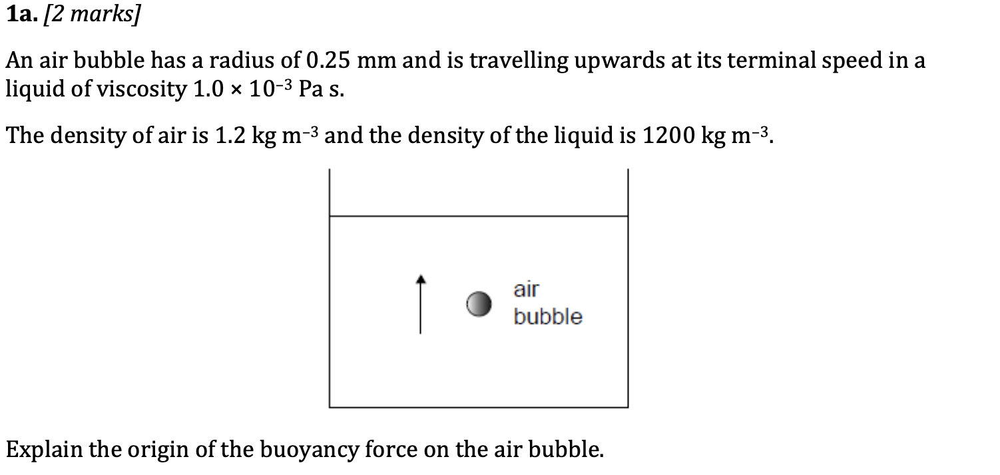 1a. [2 marks]
An air bubble has a radius of 0.25 mm and is travelling upwards at its terminal speed in a
liquid of viscosity 1.0 × 10⁻³ Pa s.
The density of air is 1.2 kg m⁻³ and the density of the liquid is 1200 kg m⁻³.
air
bubble
Explain the origin of the buoyancy force on the air bubble.